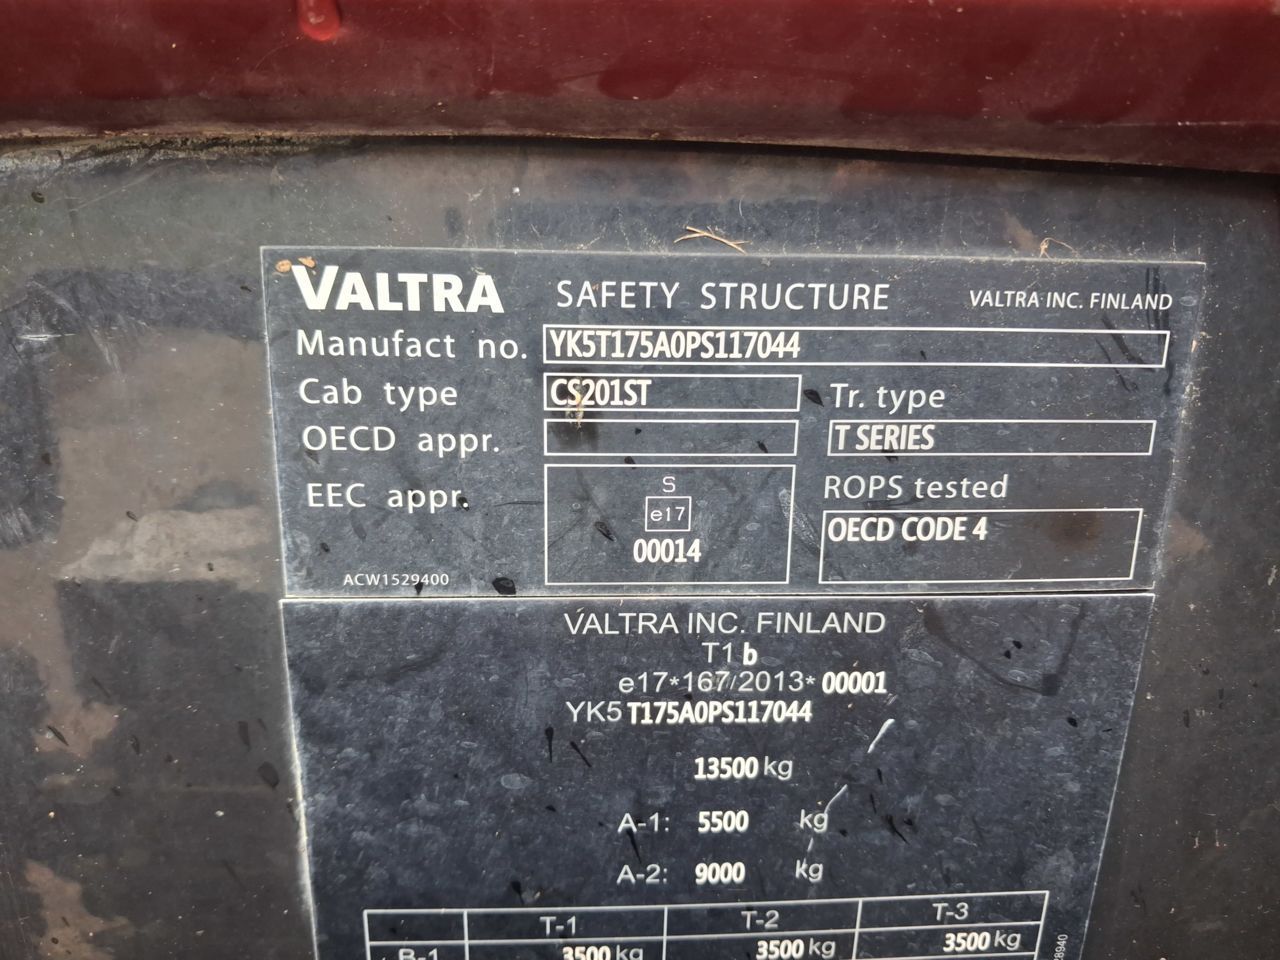 VALTRA SAFETY STRUCTURE VALTRA INC. FINLAND
Manufact no. YK5T175A0PS117044
Cab type CS201ST Tr. type
OECD appr. T SERIES
EEC appr. S ROPS tested
e17 OECD CODE 4
00014
ACW1529400
VALTRA INC. FINLAND
T1 b
e17*167/2013*00001
YK5 T175A0PS117044
13500 kg
A-1: 5500 kg
A-2: 9000 kg
T-1 T-2 T-3
B-1 3500 kg 3500 kg 3500 kg